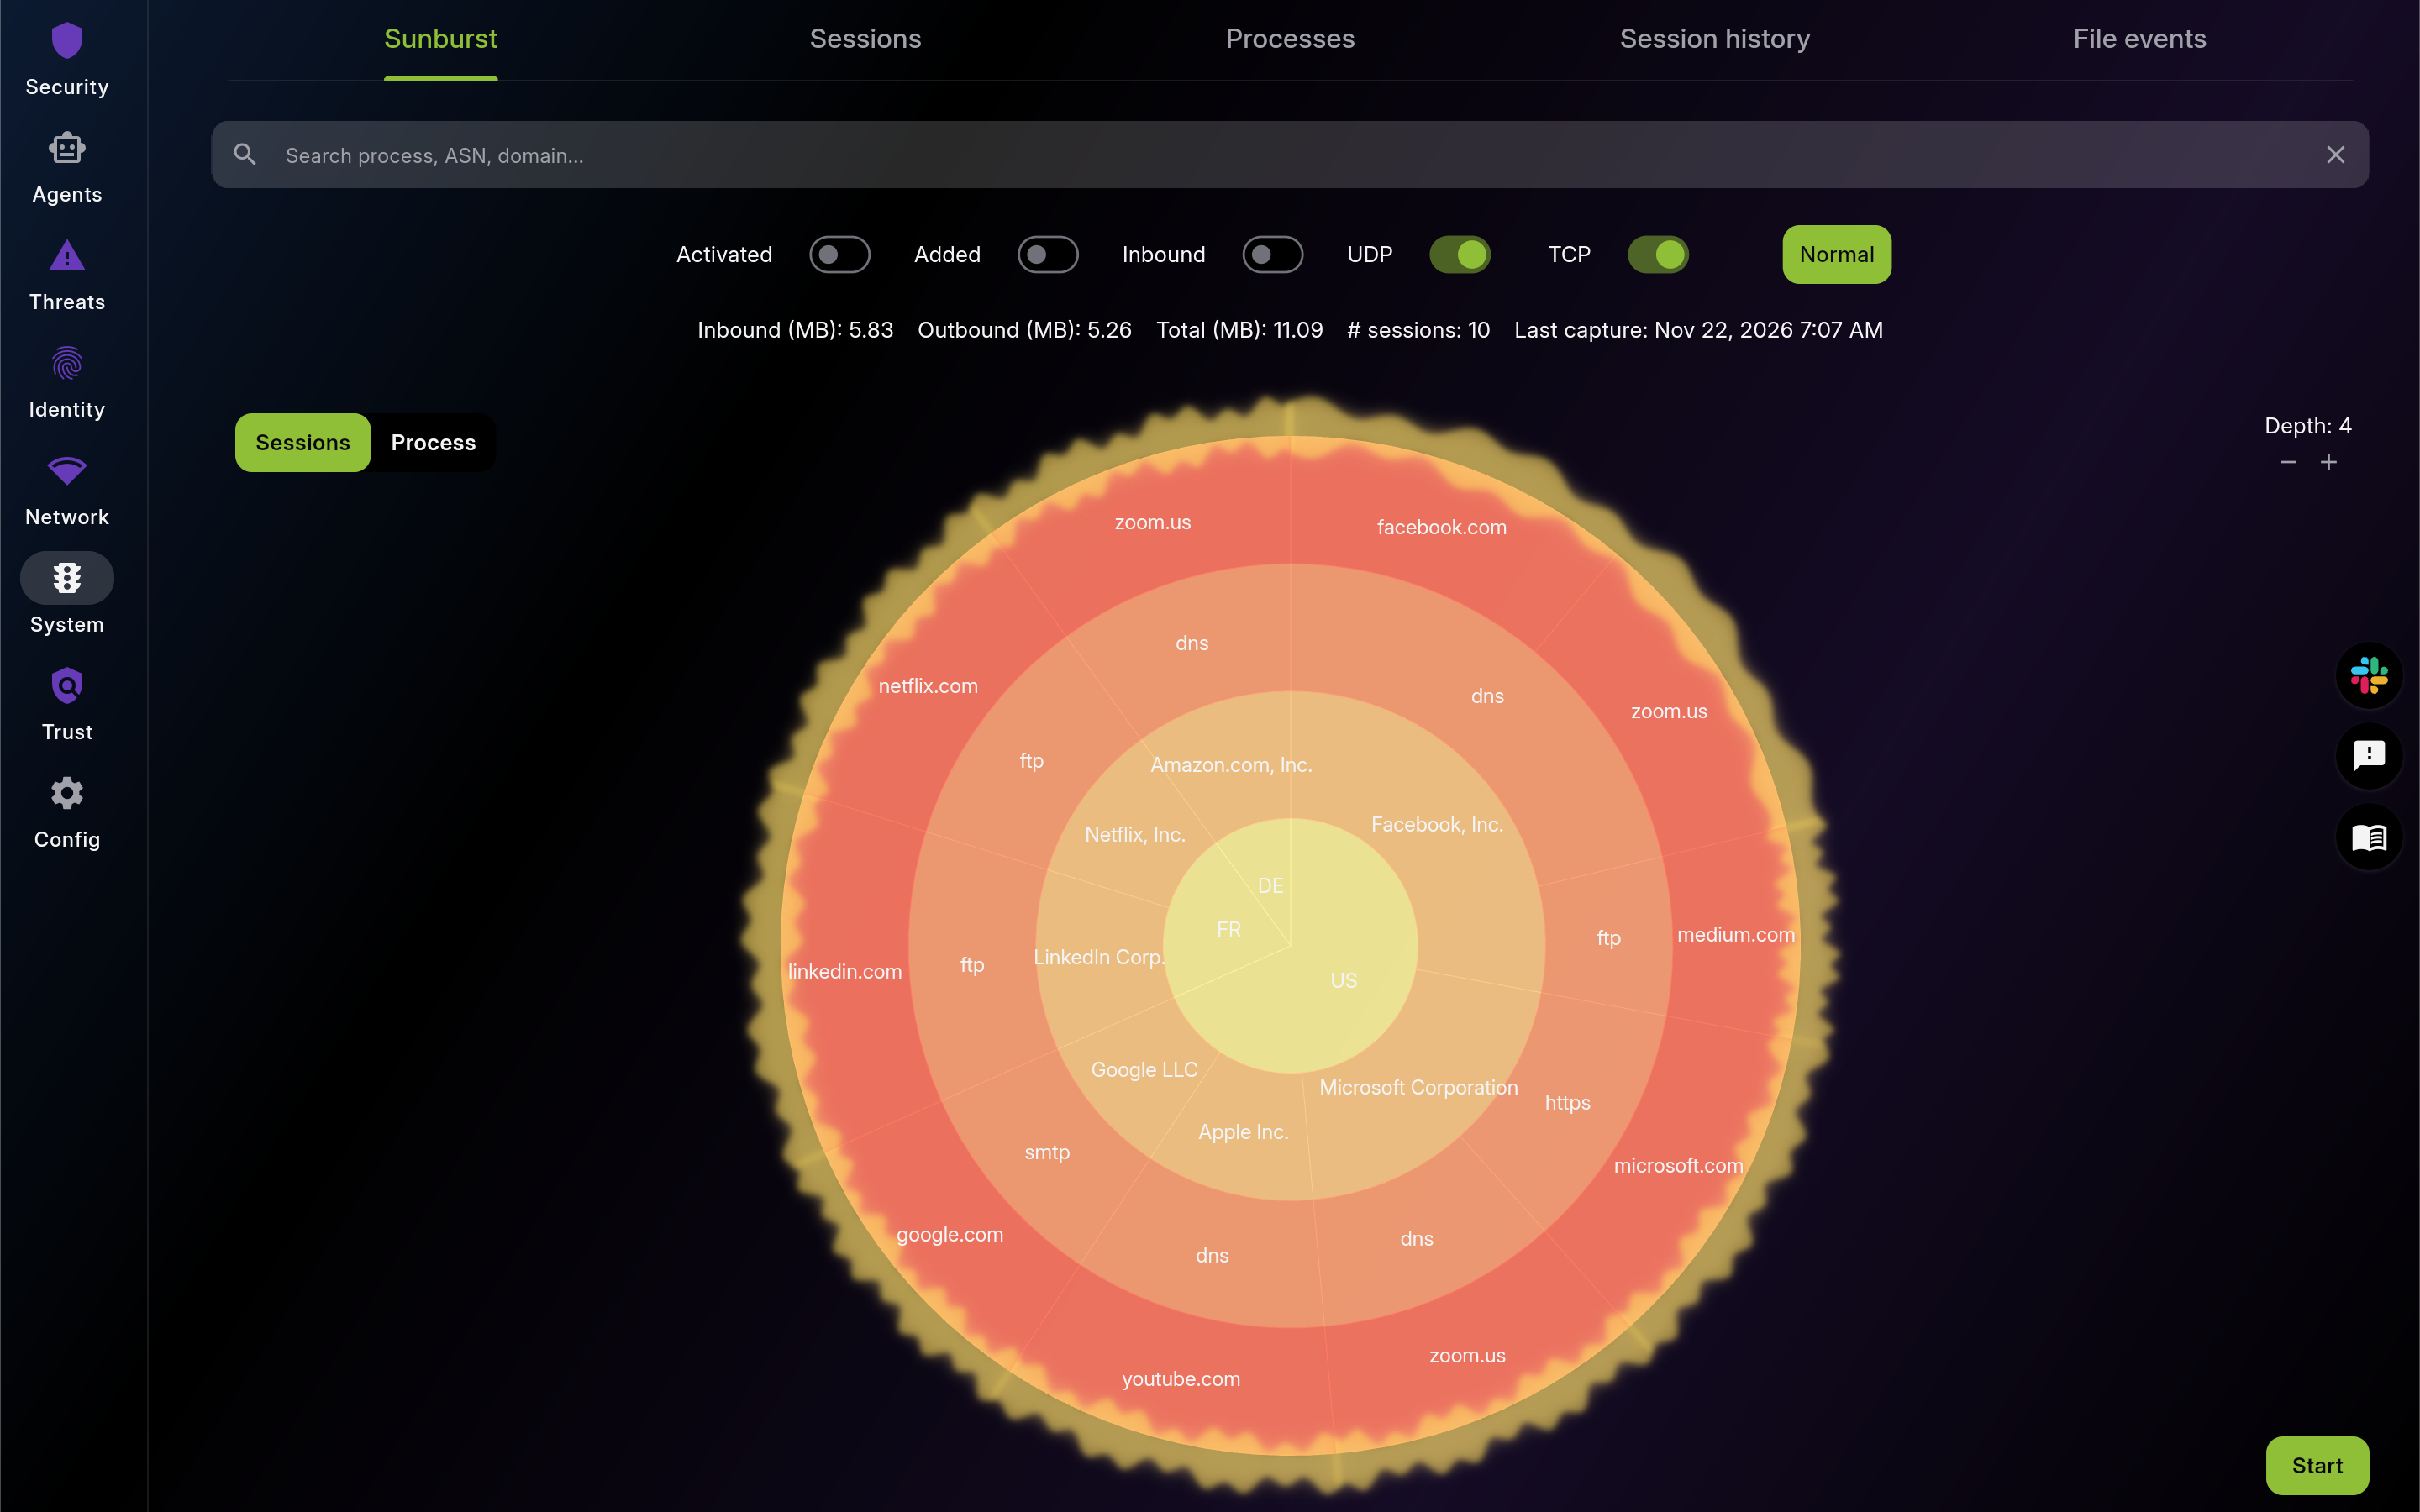 Security
Agents
Threats
Identity
Network
System
Trust
Config
Sunburst
Sessions
Processes
Session history
File events
Search process, ASN, domain...
Activated
Added
Inbound
UDP
TCP
Normal
Inbound (MB): 5.83 Outbound (MB): 5.26 Total (MB): 11.09 # sessions: 10 Last capture: Nov 22, 2026 7:07 AM
Sessions
Process
Depth: 4
zoom.us
facebook.com
dns
netflix.com
dns
zoom.us
ftp
Amazon.com, Inc.
Netflix, Inc.
Facebook, Inc.
DE
FR
linkedin.com
ftp
LinkedIn Corp.
US
ftp
medium.com
Google LLC
Microsoft Corporation
https
Apple Inc.
smtp
microsoft.com
google.com
dns
dns
zoom.us
youtube.com
Start